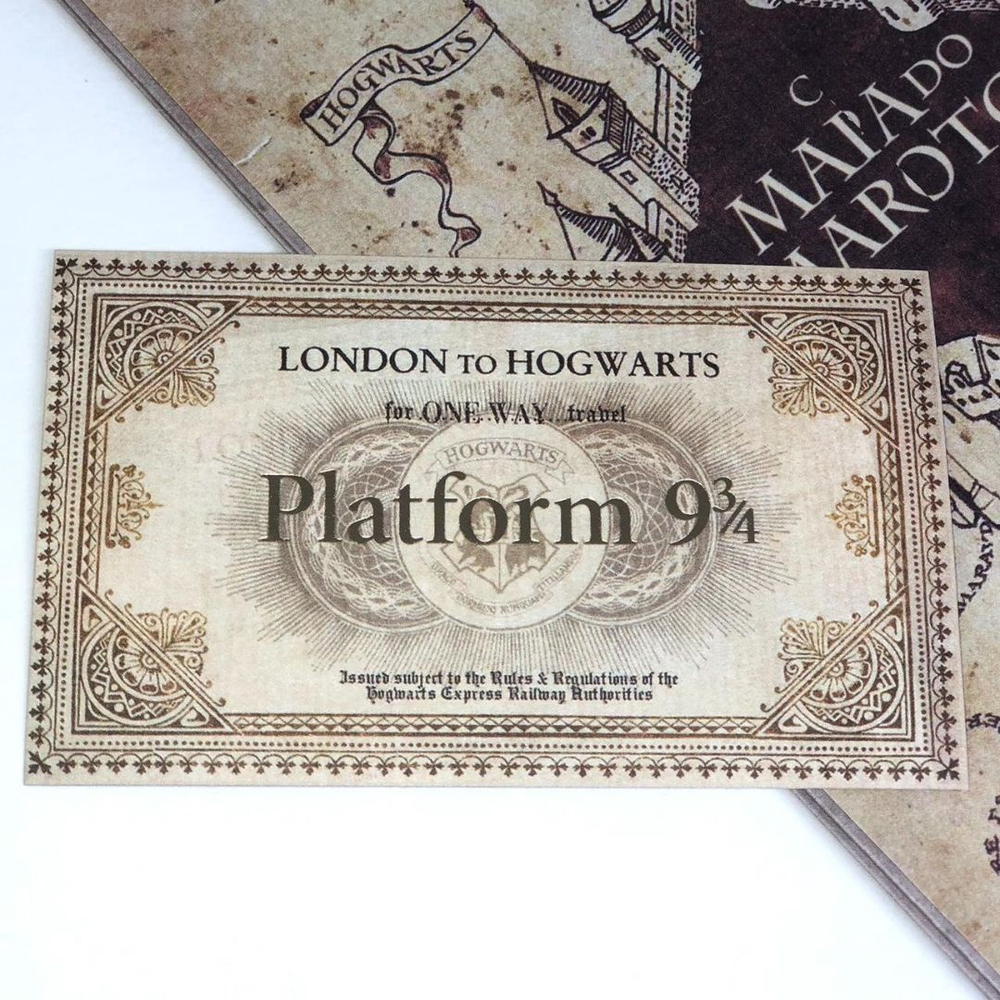 HOGWARTS
O
MAPA DO
MAROTO
LONDON TO HOGWARTS
for ONE WAY travel
HOGWARTS
Platform 9¾
Issued subject to the Rules & Regulations of the
Hogwarts Express Railway Authorities